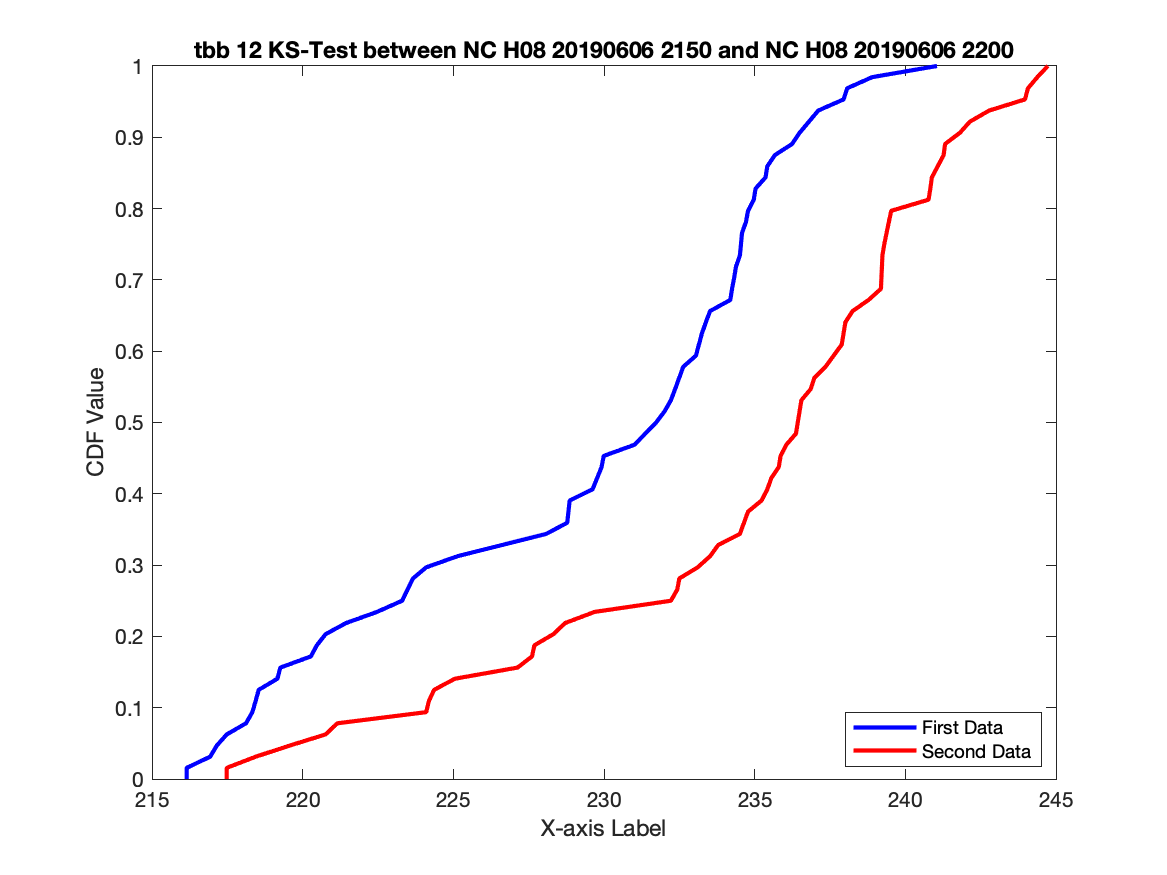 tbb 12 KS-Test between NC H08 20190606 2150 and NC H08 20190606 2200
1
0.9
0.8
0.7
0.6
0.5
0.4
0.3
0.2
0.1
0
CDF Value
First Data
Second Data
215 220 225 230 235 240 245
X-axis Label